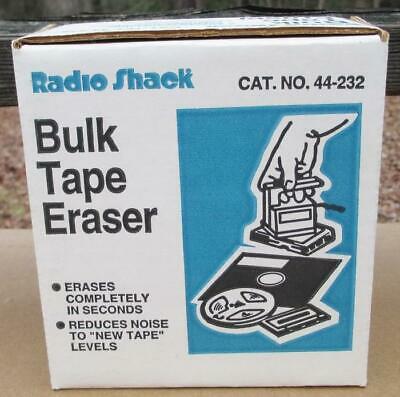 Radio Shack
CAT. NO. 44-232
Bulk
Tape
Eraser
• ERASES
COMPLETELY
IN SECONDS
• REDUCES NOISE
TO "NEW TAPE"
LEVELS